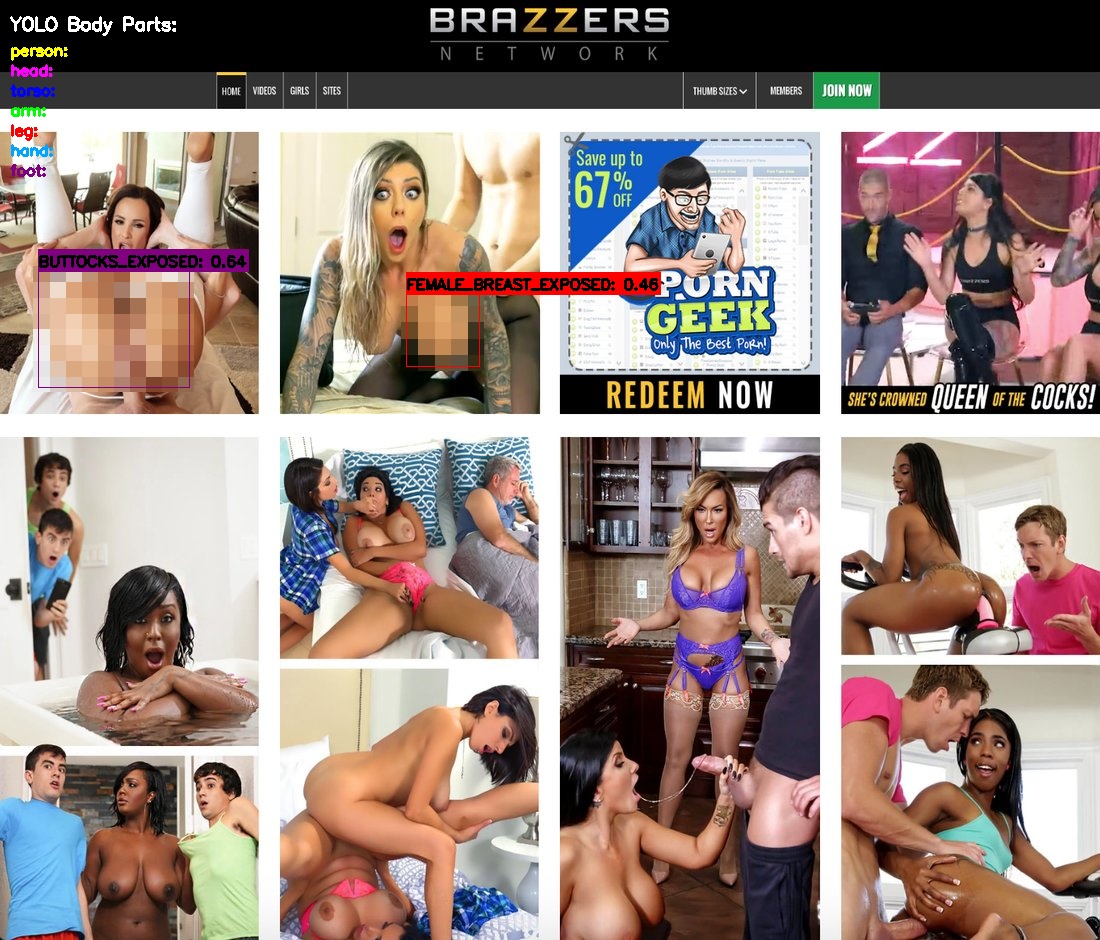 YOLO Body Parts:
person:
head:
torso:
arm:
leg:
hand:
foot:
BRAZZERS
NETWORK
HOME VIDEOS GIRLS SITES THUMB SIZES MEMBERS JOIN NOW
BUTTOCKS_EXPOSED: 0.64
FEMALE_BREAST_EXPOSED: 0.46
Save up to
67% OFF
PORN
GEEK
Only The Best Porn!
REDEEM NOW
SHE'S CROWNED QUEEN OF THE COCKS!